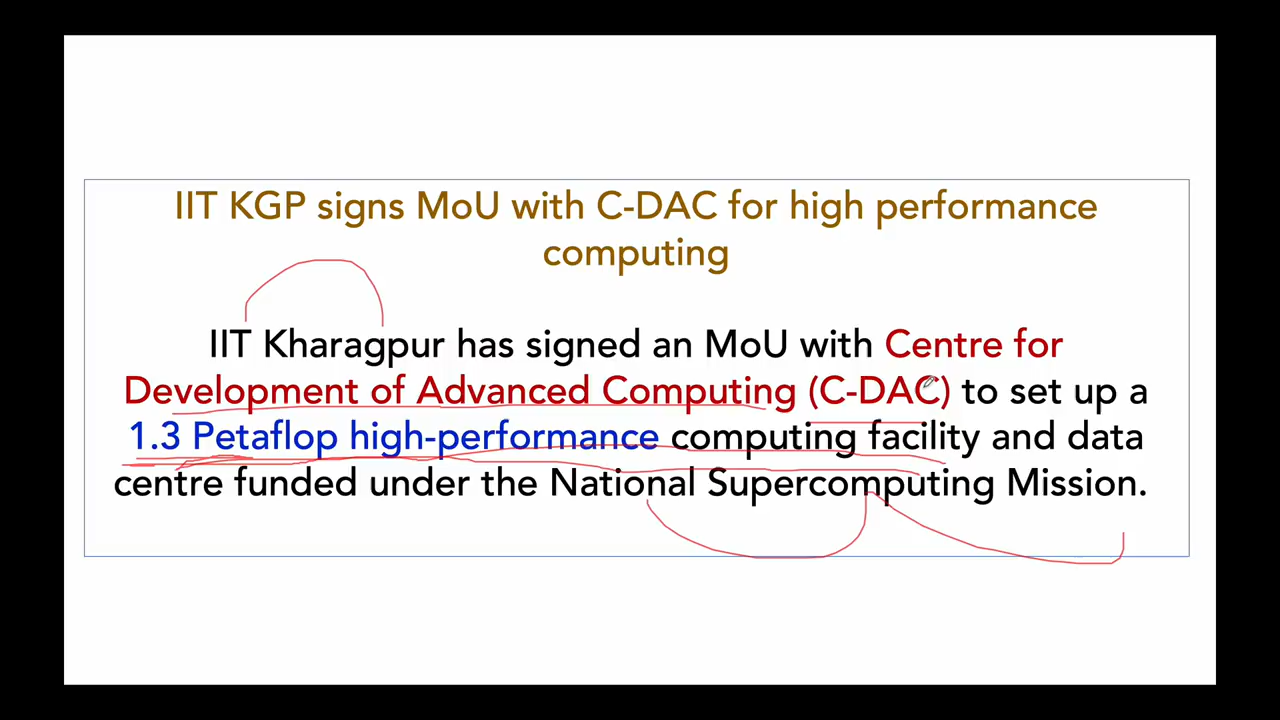 IIT KGP signs MoU with C-DAC for high performance
computing
IIT Kharagpur has signed an MoU with Centre for
Development of Advanced Computing (C-DAC) to set up a
1.3 Petaflop high-performance computing facility and data
centre funded under the National Supercomputing Mission.